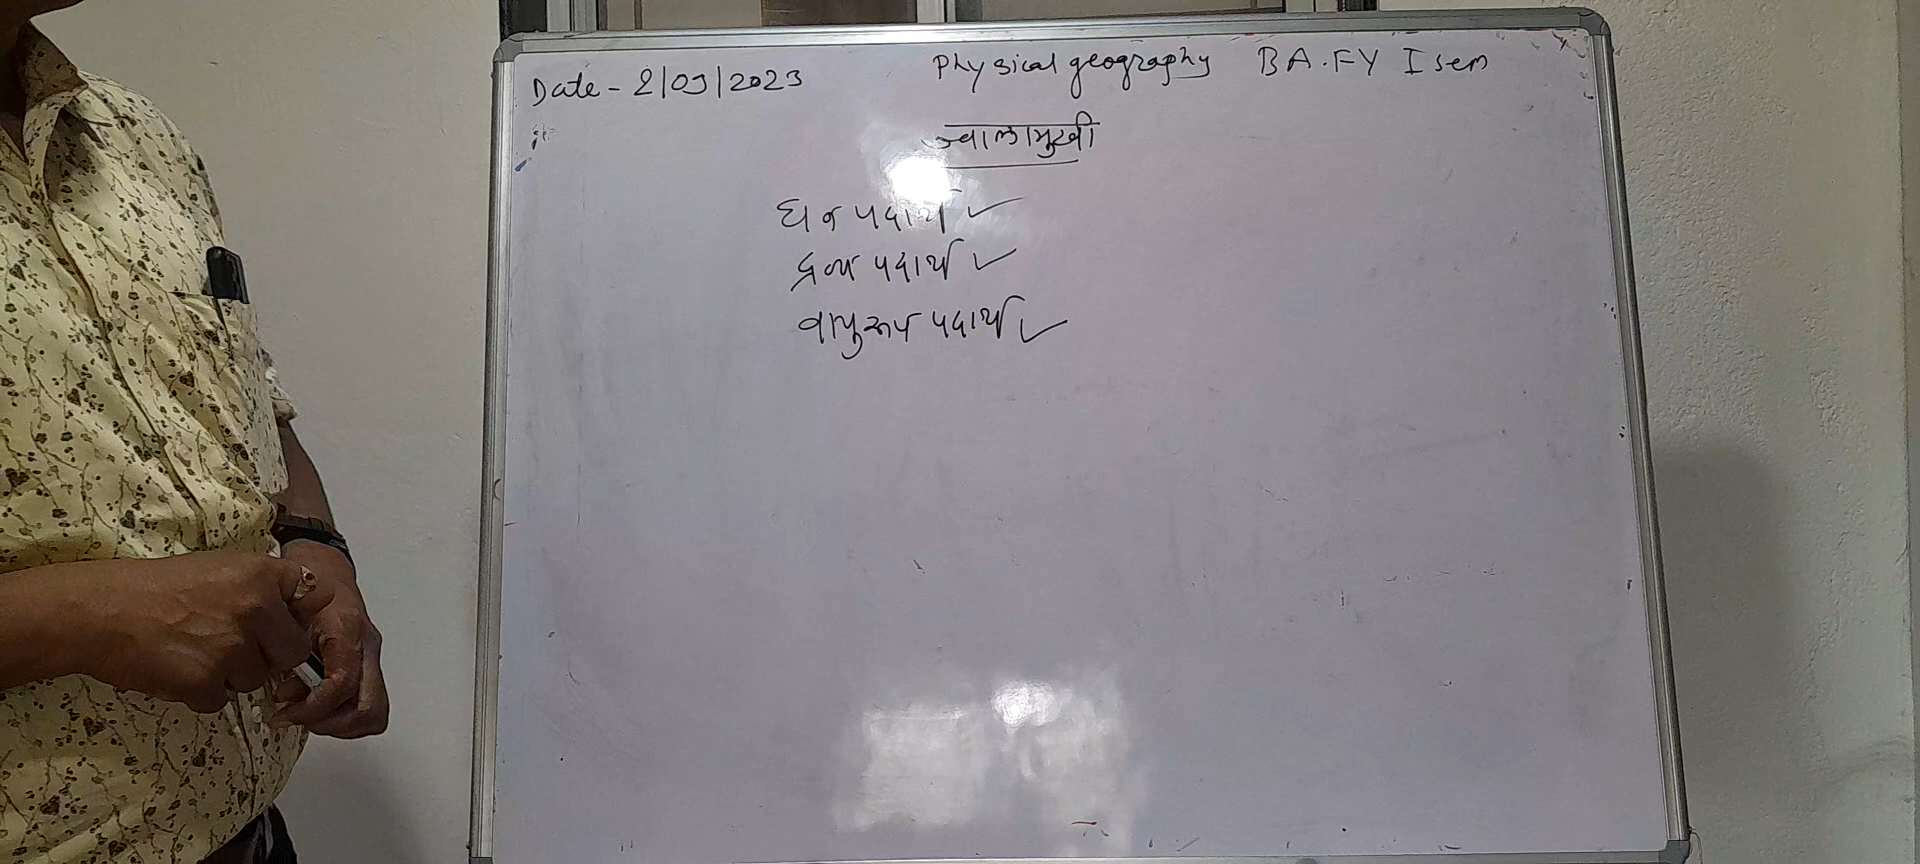 Date - 2/09/2023
Physical geography BA.FY I sem
ज्वालामुखी
घन पदार्थ ✓
द्रव्य पदार्थ ✓
वायुरूप पदार्थ ✓